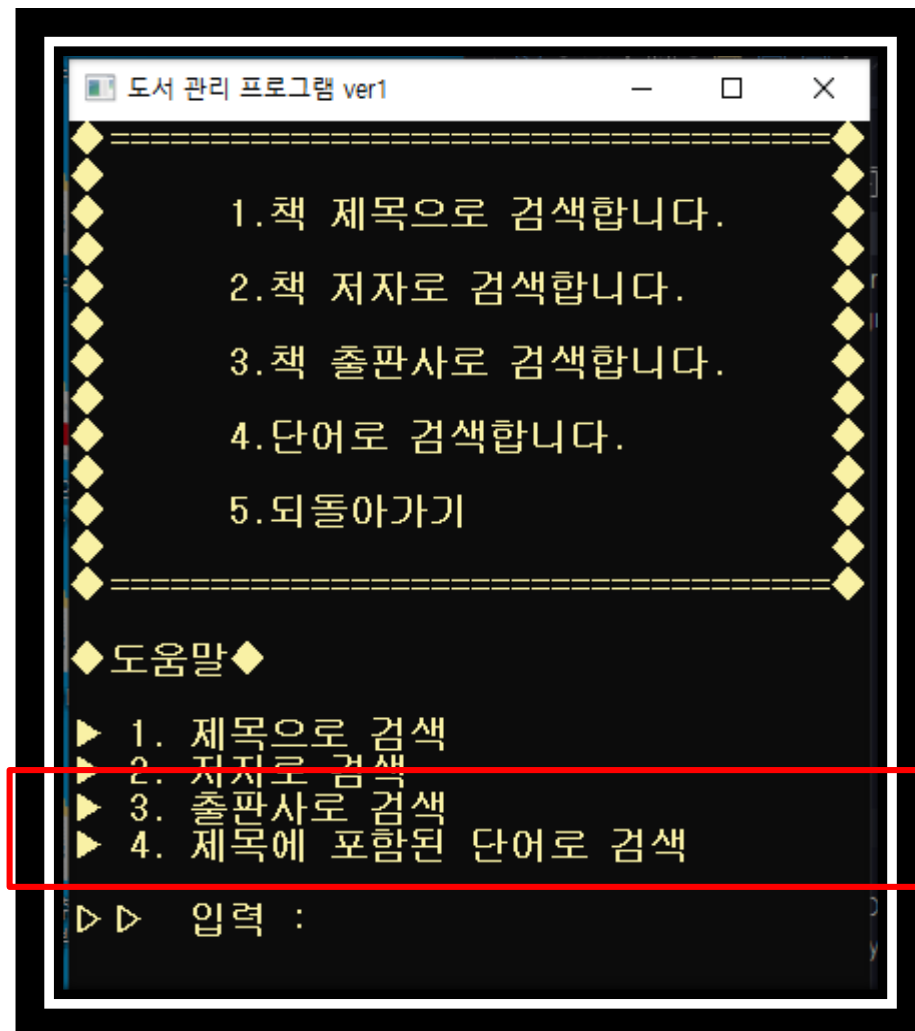 도서 관리 프로그램 ver1
◆====================================◆
1.책 제목으로 검색합니다.
2.책 저자로 검색합니다.
3.책 출판사로 검색합니다.
4.단어로 검색합니다.
5.되돌아가기
◆====================================◆
◆도움말◆
▶ 1. 제목으로 검색
▶ 2. 저자로 검색
▶ 3. 출판사로 검색
▶ 4. 제목에 포함된 단어로 검색
▷▷ 입력 :